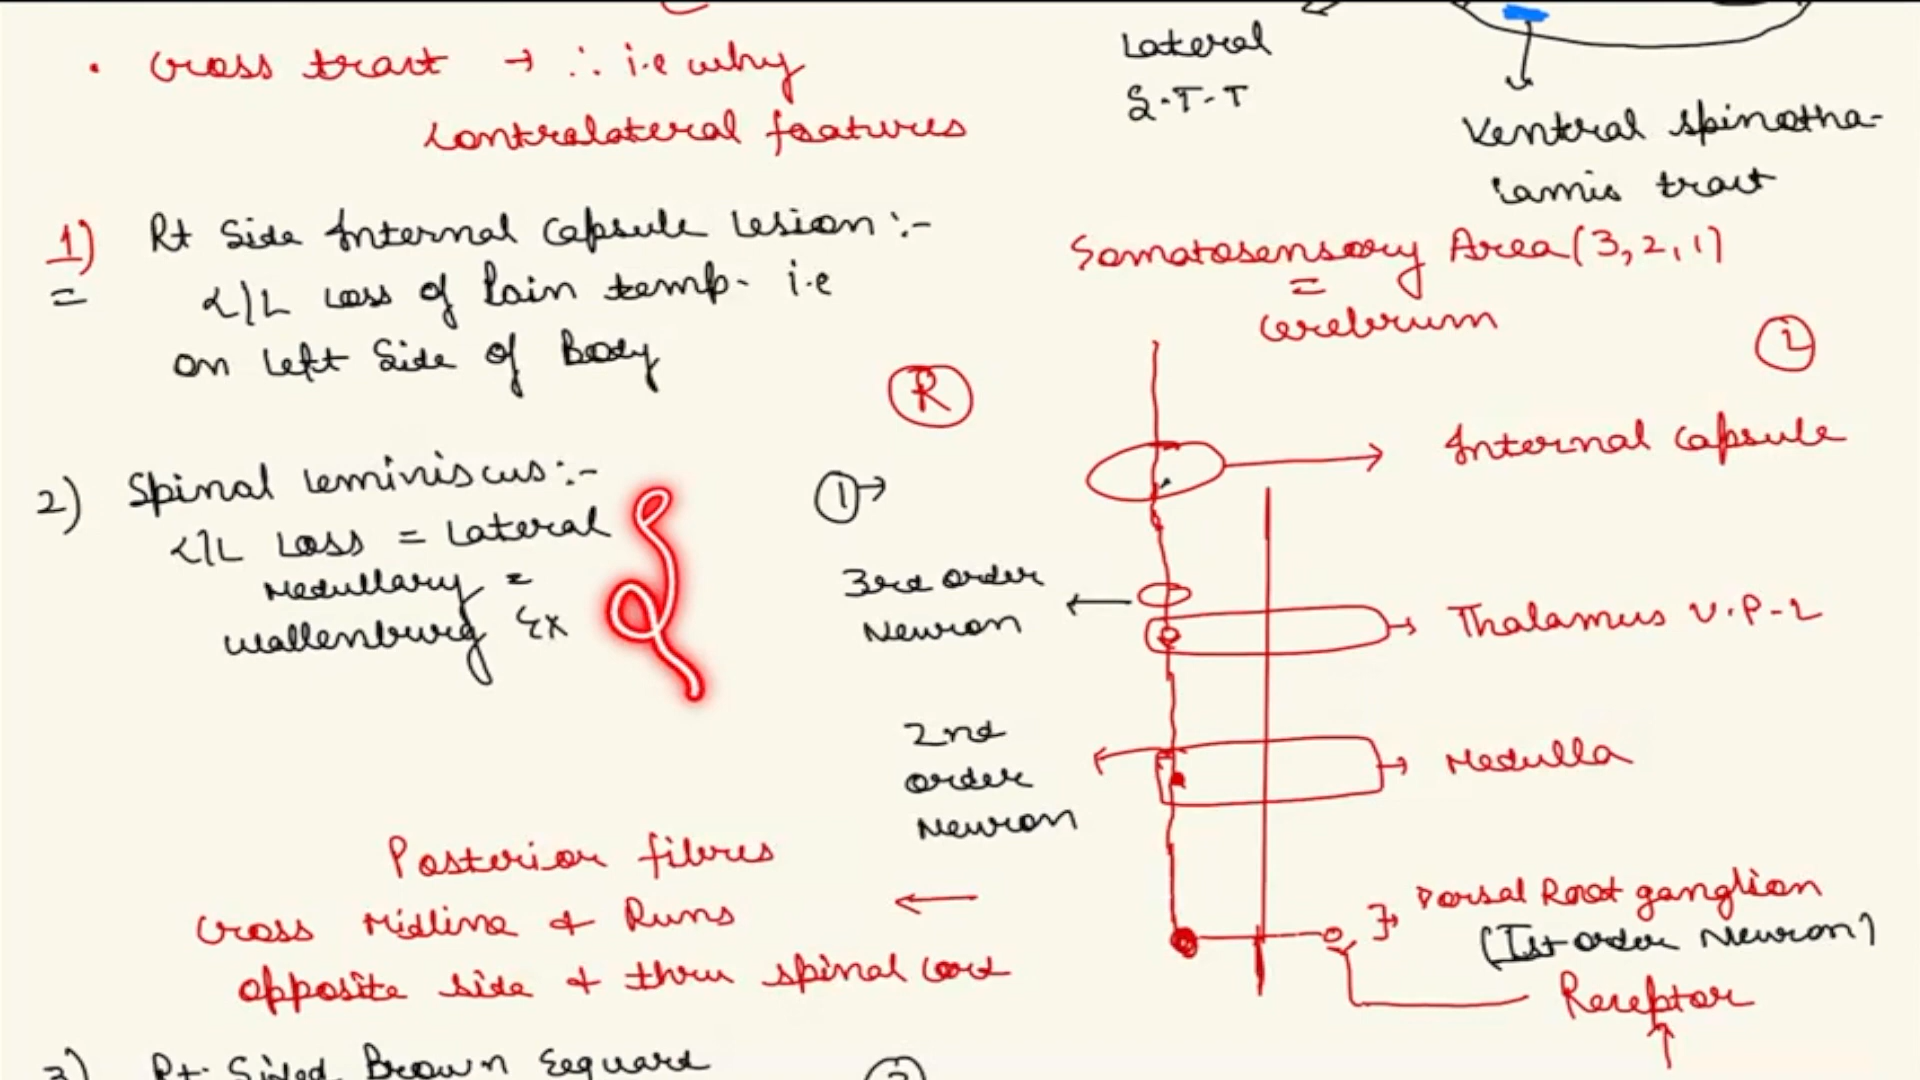 • Cross tract → ∴ i.e why
contralateral features
Lateral
S.T.T
Ventral spinotha-
lamic tract
1) Rt Side Internal Capsule Lesion :-
C/L Loss of Pain temp. i.e
on Left Side of Body
Somatosensory Area (3,2,1)
=
Cerebrum
R
L
Internal Capsule
2) Spinal leminiscus :-
C/L Loss = Lateral
Medullary =
Wallenburg Sx
① →
3rd order
Neuron
Thalamus V.P-L
2nd
order
Neuron
Medulla
Posterior fibres
Cross Midline & Runs
opposite side & thru spinal cord
Dorsal Root ganglion
(Ist order Neuron)
Receptor
3) Rt. Sided Brown Sequard
②